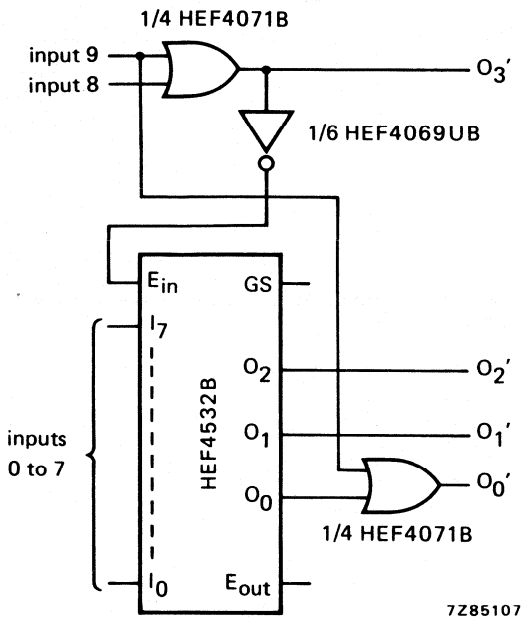 1/4 HEF4071B
input 9
input 8
O3′
1/6 HEF4069UB
Ein
GS
I7
HEF4532B
O2
O2′
inputs
0 to 7
O1
O1′
O0
O0′
1/4 HEF4071B
I0
Eout
7Z85107